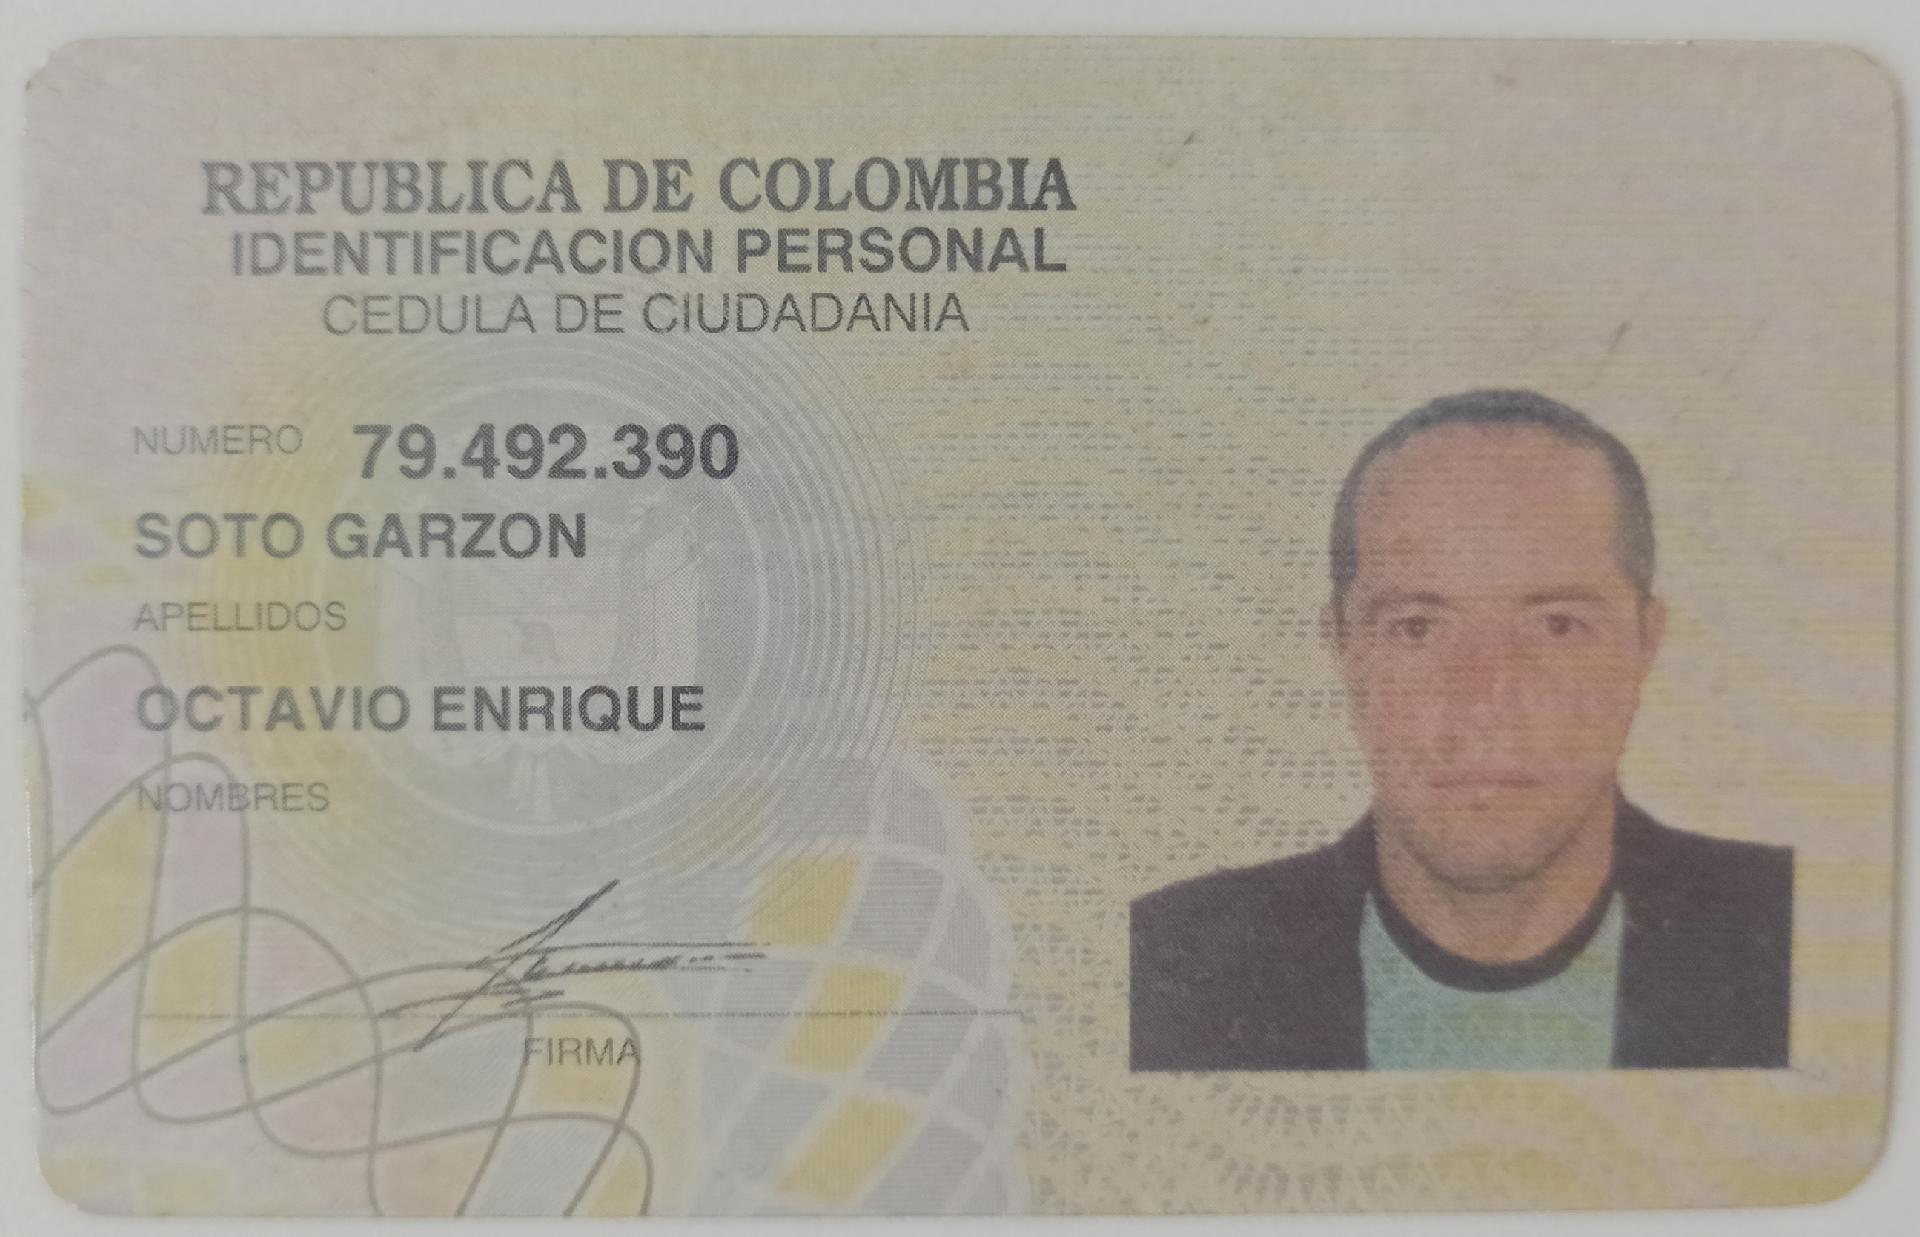 REPUBLICA DE COLOMBIA
IDENTIFICACION PERSONAL
CEDULA DE CIUDADANIA
NUMERO 79.492.390
SOTO GARZON
APELLIDOS
OCTAVIO ENRIQUE
NOMBRES
FIRMA